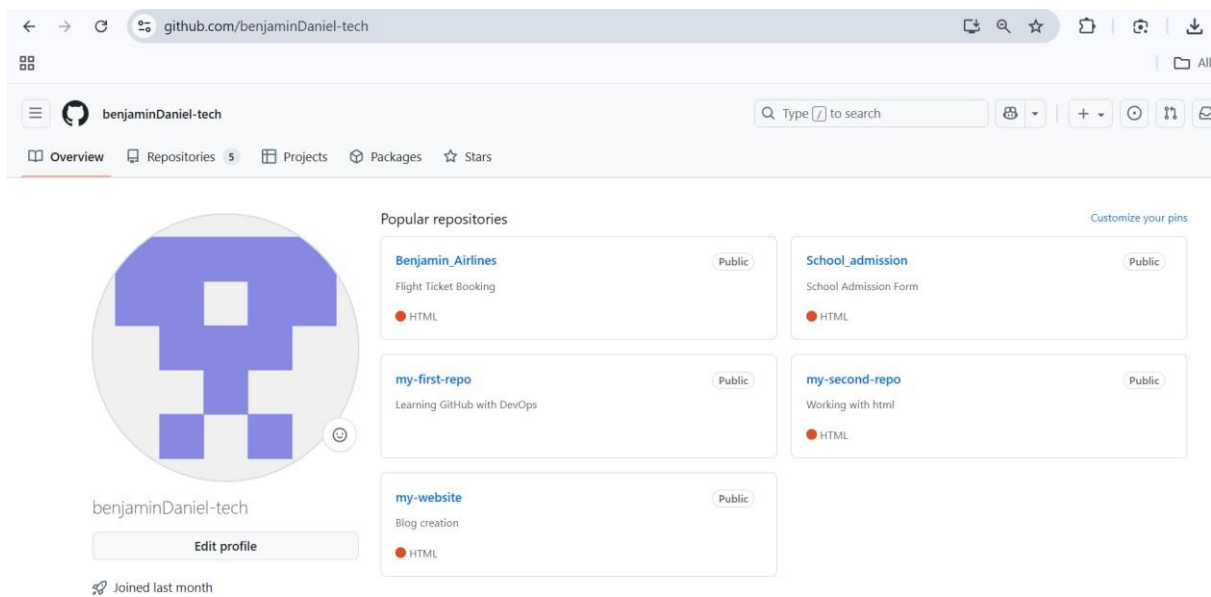 github.com/benjaminDaniel-tech
All
benjaminDaniel-tech
Type / to search
Overview Repositories 5 Projects Packages Stars
Popular repositories
Customize your pins
Benjamin_Airlines Public
Flight Ticket Booking
HTML
School_admission Public
School Admission Form
HTML
my-first-repo Public
Learning GitHub with DevOps
my-second-repo Public
Working with html
HTML
my-website Public
Blog creation
HTML
benjaminDaniel-tech
Edit profile
Joined last month